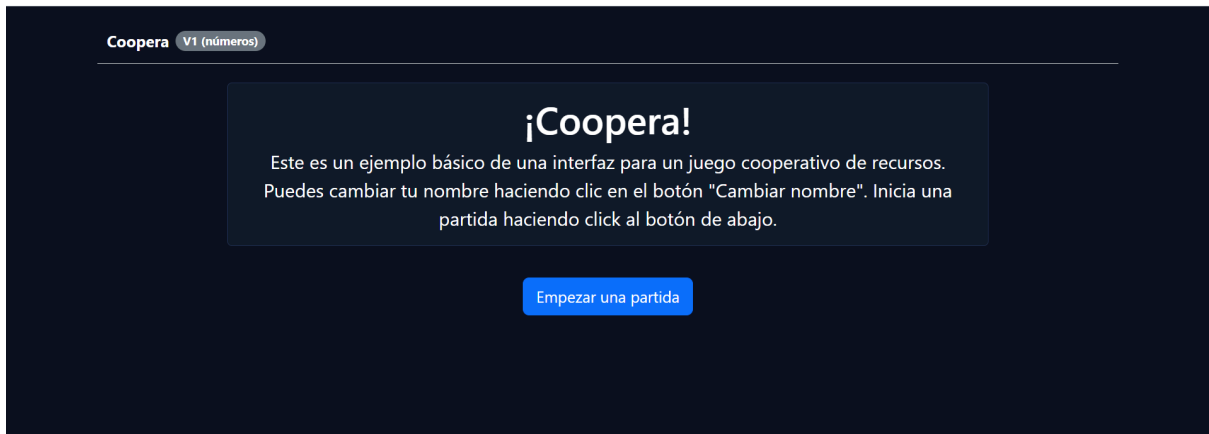 Coopera V1 (números)
¡Coopera!
Este es un ejemplo básico de una interfaz para un juego cooperativo de recursos.
Puedes cambiar tu nombre haciendo clic en el botón "Cambiar nombre". Inicia una
partida haciendo click al botón de abajo.
Empezar una partida